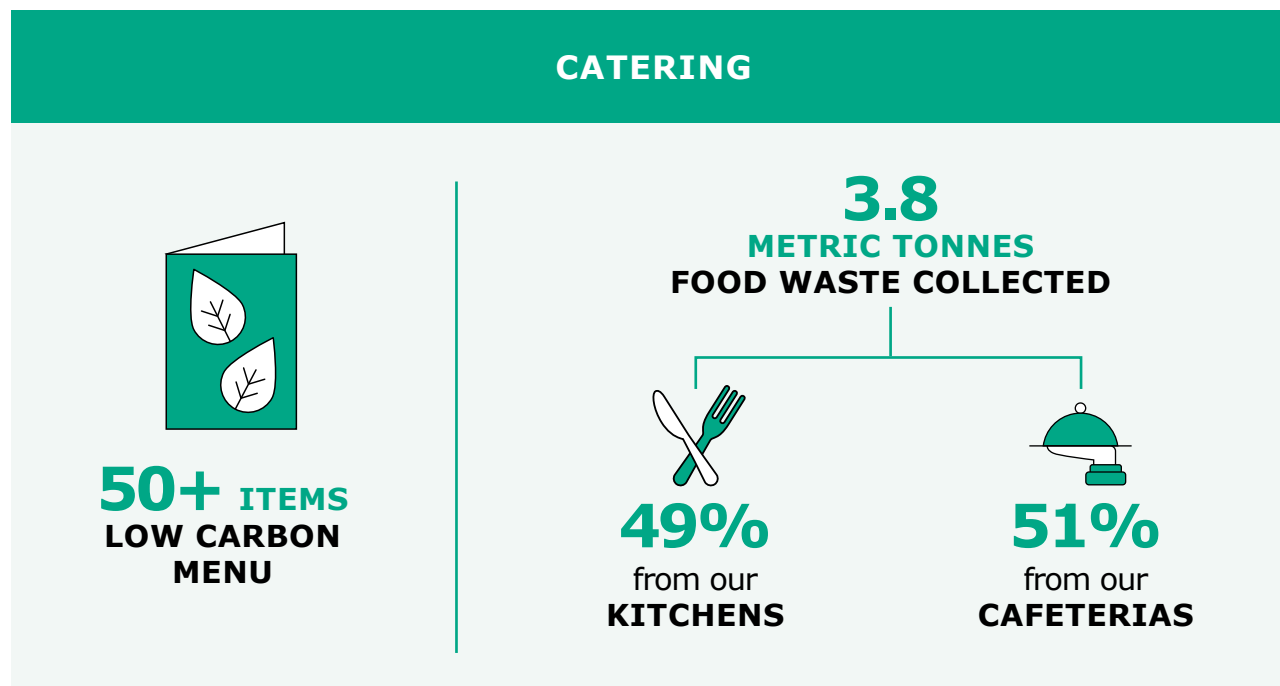 CATERING
50+ ITEMS
LOW CARBON
MENU
3.8
METRIC TONNES
FOOD WASTE COLLECTED
49%
from our
KITCHENS
51%
from our
CAFETERIAS